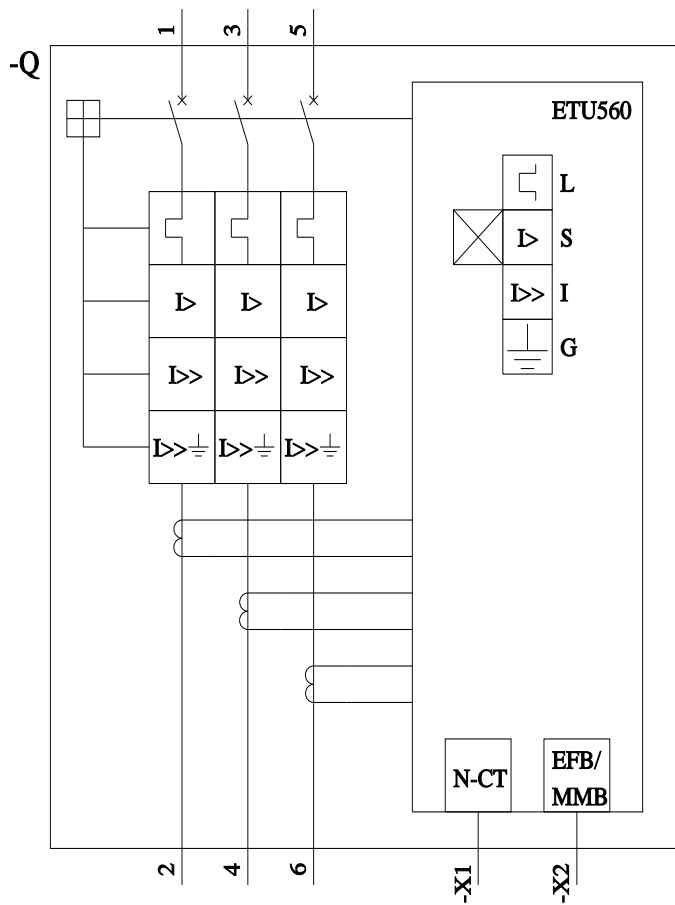 1 3 5
-Q
ETU560
L
S
I>
I>>
I
G
I> I> I>
I>> I>> I>>
I>> I>> I>>
N-CT
EFB/
MMB
2 4 6
-X1
-X2